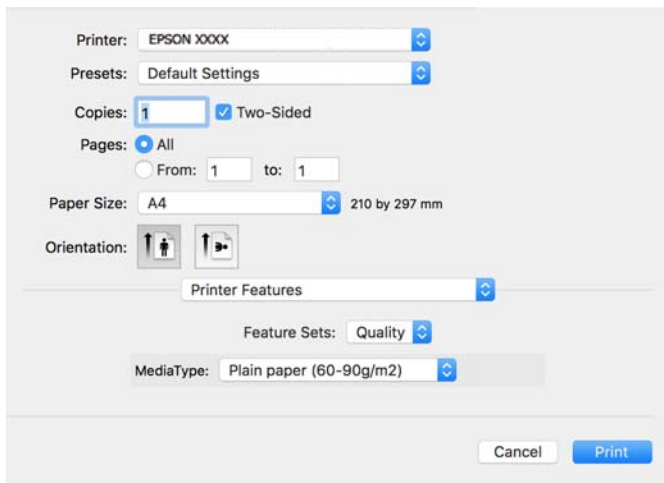 Printer: EPSON XXXX
Presets: Default Settings
Copies: 1 Two-Sided
Pages: All
From: 1 to: 1
Paper Size: A4 210 by 297 mm
Orientation:
Printer Features
Feature Sets: Quality
MediaType: Plain paper (60-90g/m2)
Cancel Print